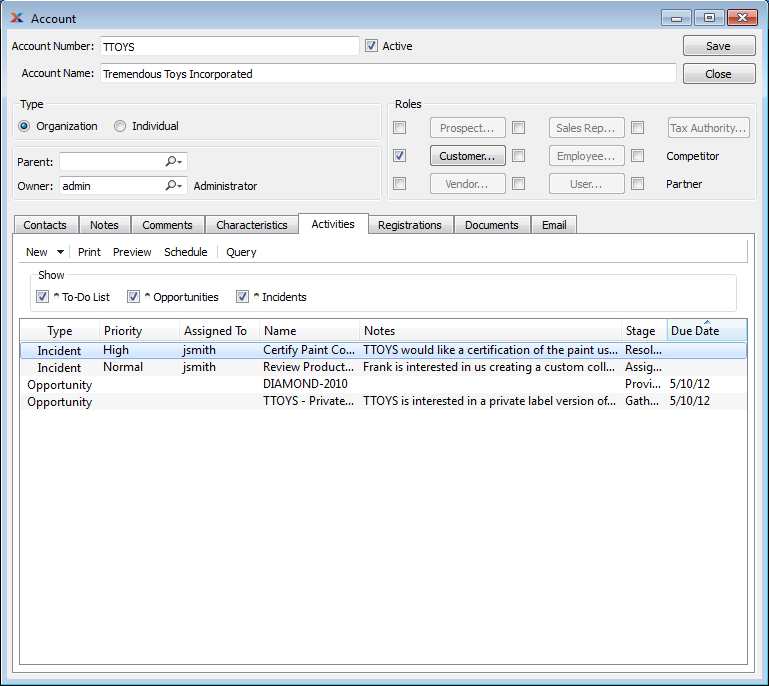 Account
Account Number: TTOYS Active Save
Account Name: Tremendous Toys Incorporated Close
Type Roles
Organization Individual Prospect... Sales Rep... Tax Authority...
Customer... Employee... Competitor
Parent:
Owner: admin Administrator Vendor... User... Partner
Contacts Notes Comments Characteristics Activities Registrations Documents Email
New Print Preview Schedule Query
Show
^ To-Do List ^ Opportunities ^ Incidents
Type Priority Assigned To Name Notes Stage Due Date
Incident High jsmith Certify Paint Co... TTOYS would like a certification of the paint us... Resol...
Incident Normal jsmith Review Product... Frank is interested in us creating a custom coll... Assig...
Opportunity DIAMOND-2010 Provi... 5/10/12
Opportunity TTOYS - Private... TTOYS is interested in a private label version of... Gath... 5/10/12